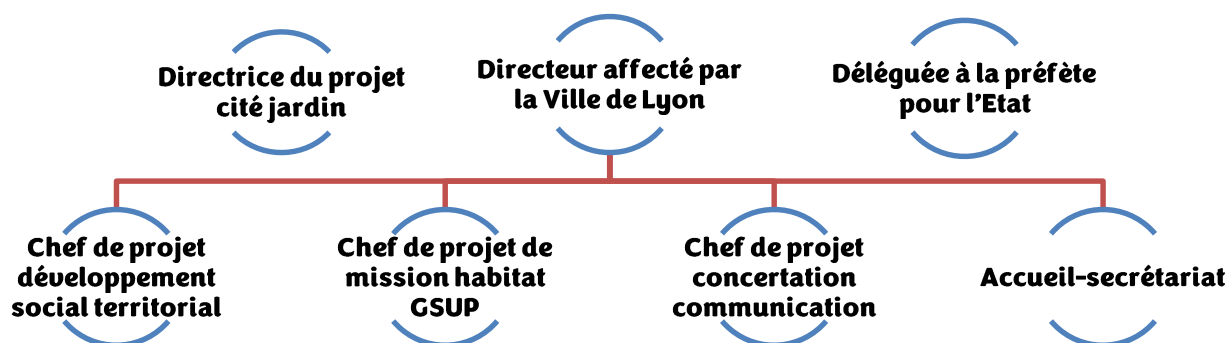 Directrice du projet
cité jardin
Directeur affecté par
la Ville de Lyon
Déléguée à la préfète
pour l'Etat
Chef de projet
développement
social territorial
Chef de projet de
mission habitat
GSUP
Chef de projet
concertation
communication
Accueil-secrétariat